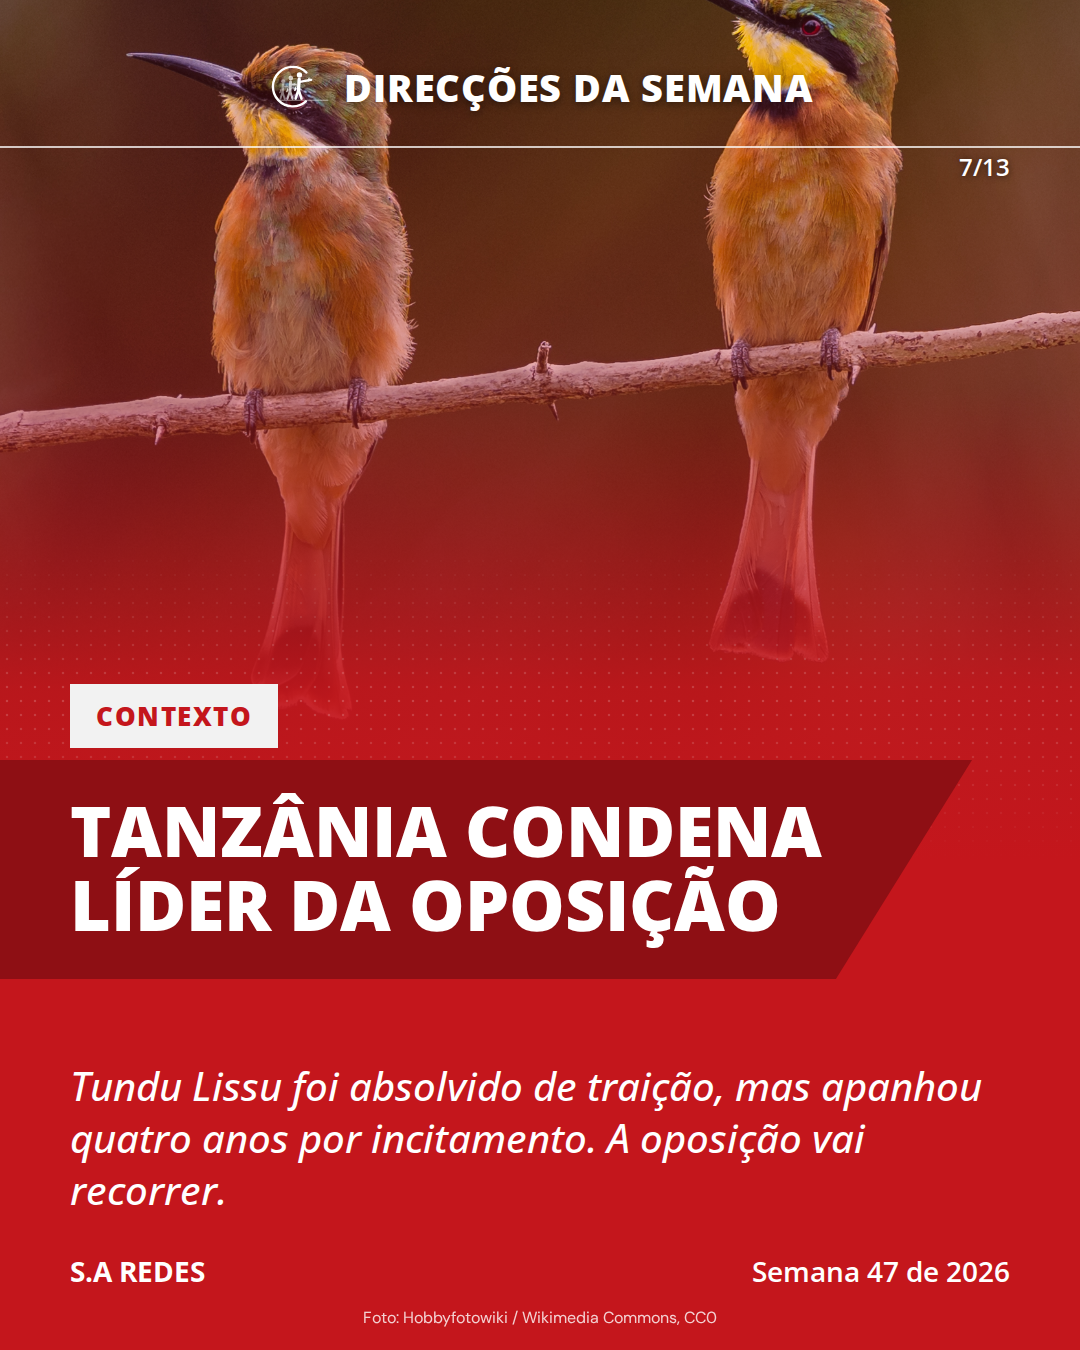 DIRECÇÕES DA SEMANA
7/13
CONTEXTO
TANZÂNIA CONDENA
LÍDER DA OPOSIÇÃO
Tundu Lissu foi absolvido de traição, mas apanhou
quatro anos por incitamento. A oposição vai
recorrer.
S.A REDES
Semana 47 de 2026
Foto: Hobbyfotowiki / Wikimedia Commons, CC0